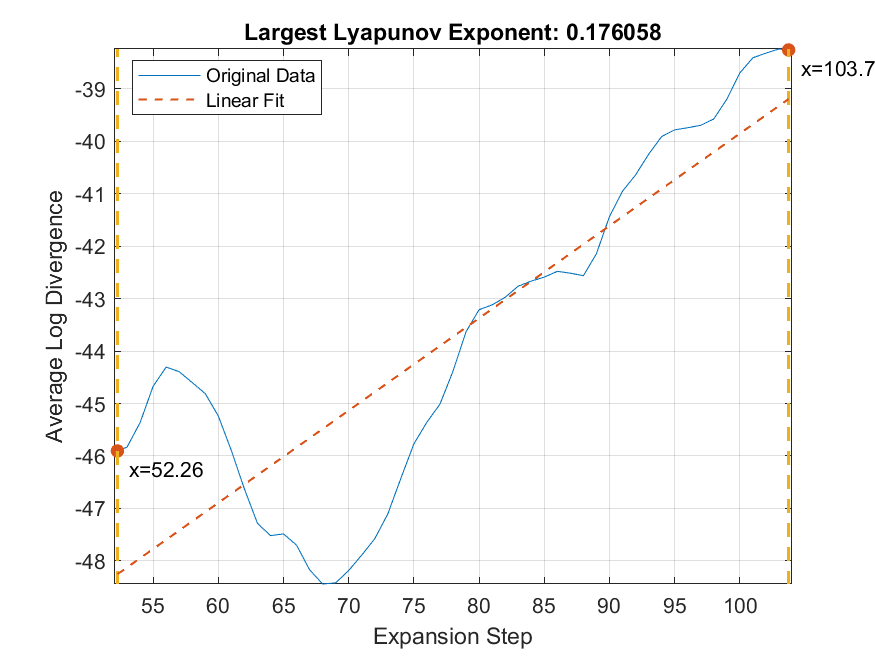 Largest Lyapunov Exponent: 0.176058
Original Data
Linear Fit
x=103.7
x=52.26
-39
-40
-41
-42
-43
-44
-45
-46
-47
-48
Average Log Divergence
55 60 65 70 75 80 85 90 95 100
Expansion Step